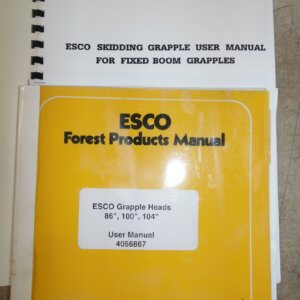 ESCO SKIDDING GRAPPLE USER MANUAL
FOR FIXED BOOM GRAPPLES
ESCO
Forest Products Manual
ESCO Grapple Heads
86", 100", 104"
User Manual
4056867